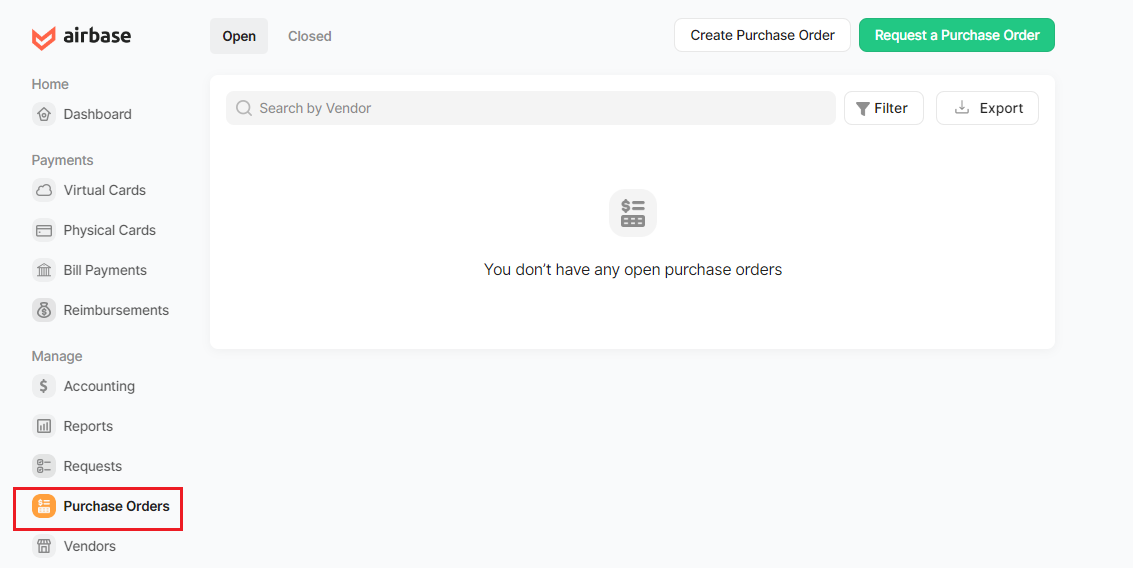 airbase
Open
Closed
Create Purchase Order
Request a Purchase Order
Home
Dashboard
Payments
Virtual Cards
Physical Cards
Bill Payments
Reimbursements
Manage
Accounting
Reports
Requests
Purchase Orders
Vendors
Search by Vendor
Filter
Export
You don’t have any open purchase orders